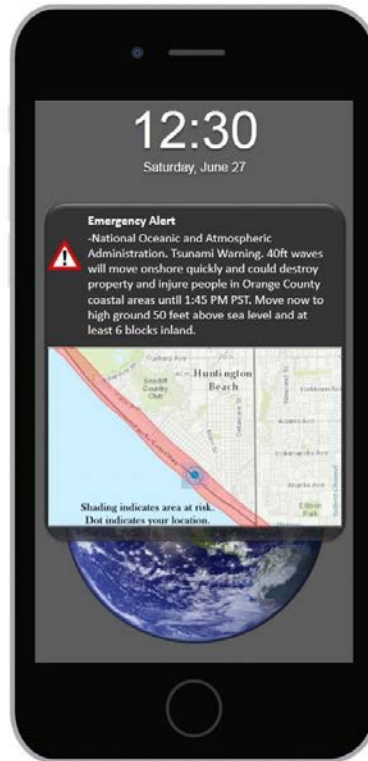 12:30
Saturday, June 27
Emergency Alert
-National Oceanic and Atmospheric
Administration. Tsunami Warning. 40ft waves
will move onshore quickly and could destroy
property and injure people in Orange County
coastal areas until 1:45 PM PST. Move now to
high ground 50 feet above sea level and at
least 6 blocks inland.
Huntington
Beach
Seacliff
Country
Club
Yorktown Ave
Adams Ave
Indianapolis Ave
Atlanta Ave
Edison
Park
Shading indicates area at risk.
Dot indicates your location.